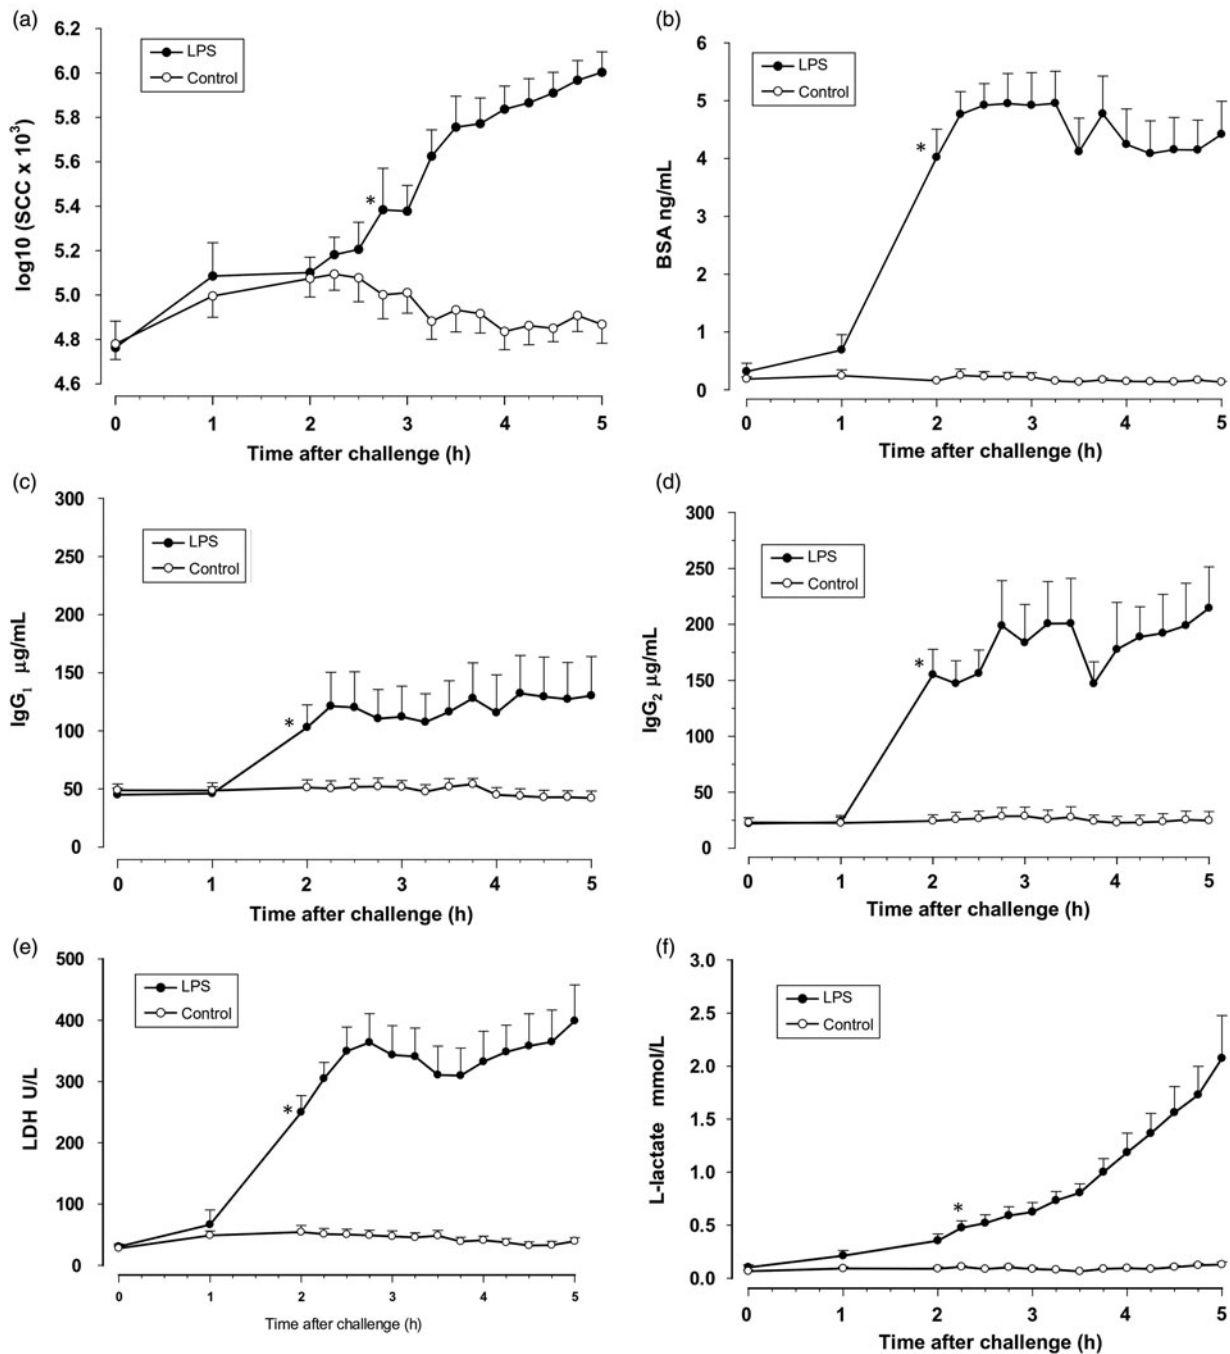 (a)
log10 (SCC x 10³)
6.2
6.0
5.8
5.6
5.4
5.2
5.0
4.8
4.6
LPS
Control
*
0 1 2 3 4 5
Time after challenge (h)
(b)
BSA ng/mL
6
5
4
3
2
1
0
LPS
Control
*
0 1 2 3 4 5
Time after challenge (h)
(c)
IgG₁ μg/mL
300
250
200
150
100
50
0
LPS
Control
*
0 1 2 3 4 5
Time after challenge (h)
(d)
IgG₂ μg/mL
300
250
200
150
100
50
0
LPS
Control
*
0 1 2 3 4 5
Time after challenge (h)
(e)
LDH U/L
500
400
300
200
100
0
LPS
Control
*
0 1 2 3 4 5
Time after challenge (h)
(f)
L-lactate mmol/L
3.0
2.5
2.0
1.5
1.0
0.5
0.0
LPS
Control
*
0 1 2 3 4 5
Time after challenge (h)